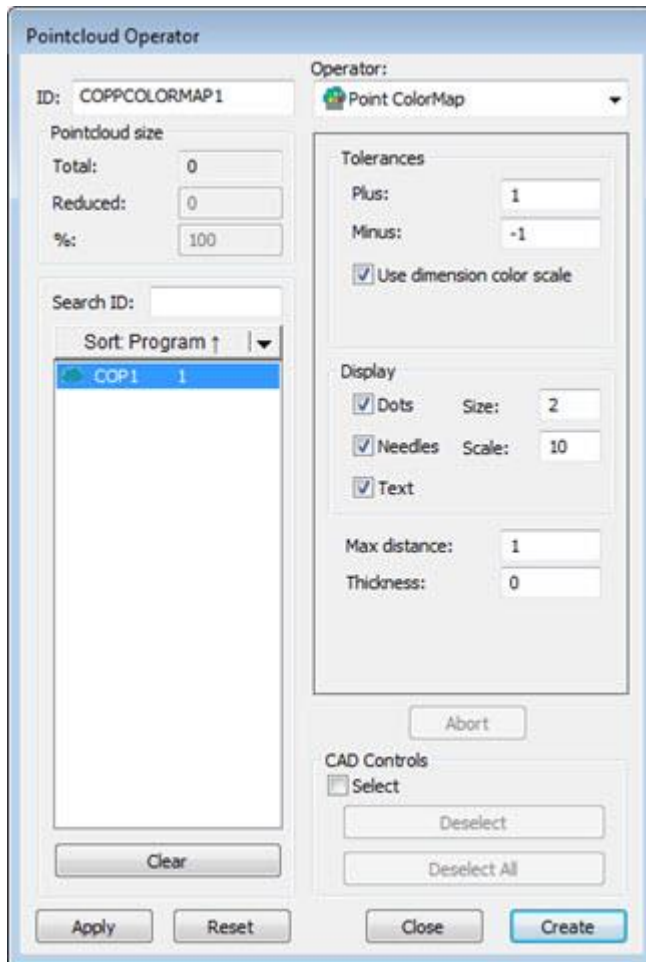 Pointcloud Operator
ID: COPPCOLORMAP1
Operator:
Point ColorMap
Pointcloud size
Total: 0
Reduced: 0
%: 100
Search ID:
Sort: Program ↑
COP1 1
Clear
Tolerances
Plus: 1
Minus: -1
Use dimension color scale
Display
Dots Size: 2
Needles Scale: 10
Text
Max distance: 1
Thickness: 0
Abort
CAD Controls
Select
Deselect
Deselect All
Apply Reset Close Create